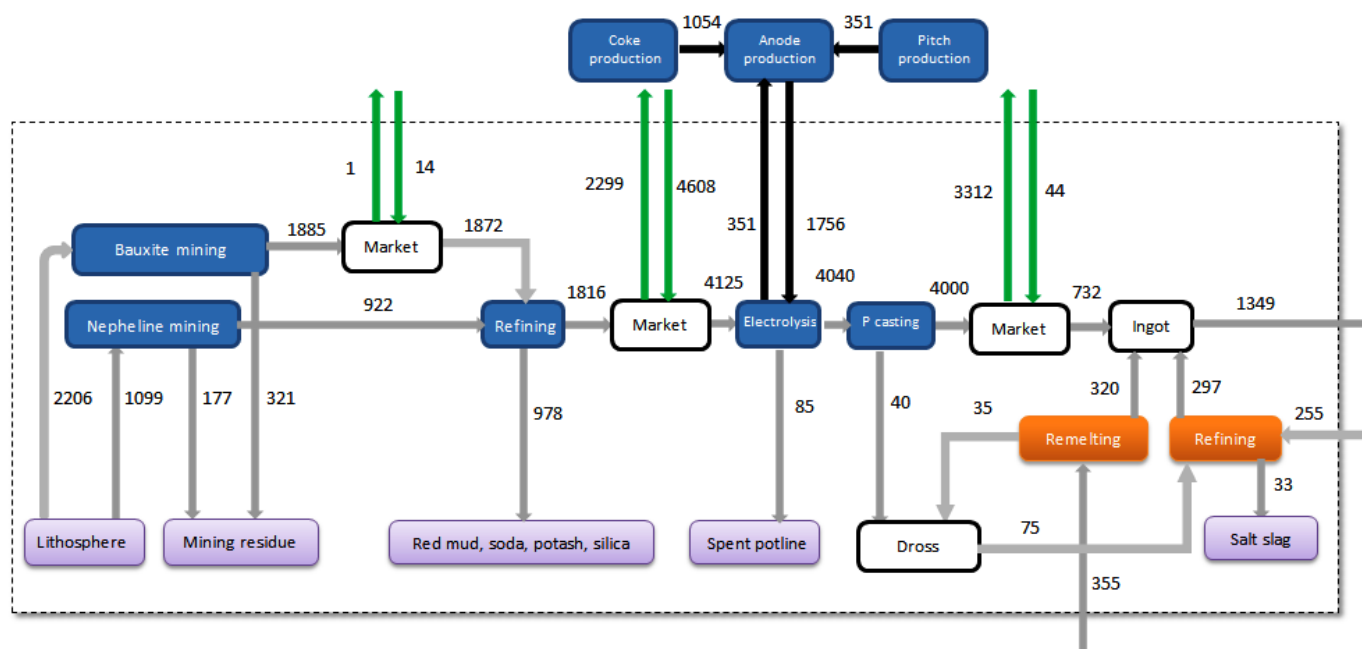 1054
351
Coke
production
Anode
production
Pitch
production
1
14
2299
4608
351
1756
3312
44
1885
1872
Bauxite mining
Market
922
1816
4125
4040
4000
732
1349
Nepheline mining
Refining
Market
Electrolysis
P casting
Market
Ingot
2206
1099
177
321
978
85
40
35
320
297
255
Remelting
Refining
33
Lithosphere
Mining residue
Red mud, soda, potash, silica
Spent potline
Dross
75
Salt slag
355